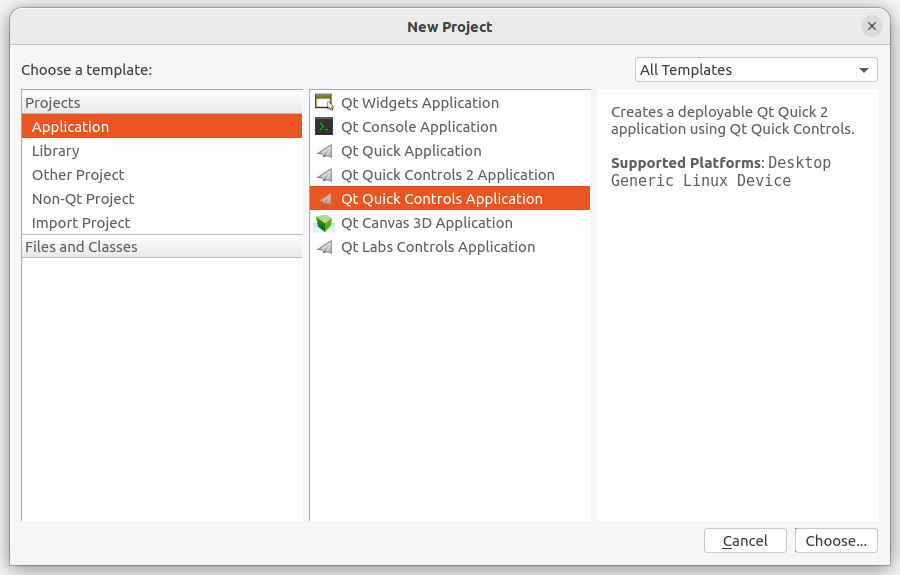 New Project
Choose a template:
All Templates
Projects
Application
Library
Other Project
Non-Qt Project
Import Project
Files and Classes
Qt Widgets Application
Qt Console Application
Qt Quick Application
Qt Quick Controls 2 Application
Qt Quick Controls Application
Qt Canvas 3D Application
Qt Labs Controls Application
Creates a deployable Qt Quick 2
application using Qt Quick Controls.
Supported Platforms: Desktop
Generic Linux Device
Cancel
Choose...